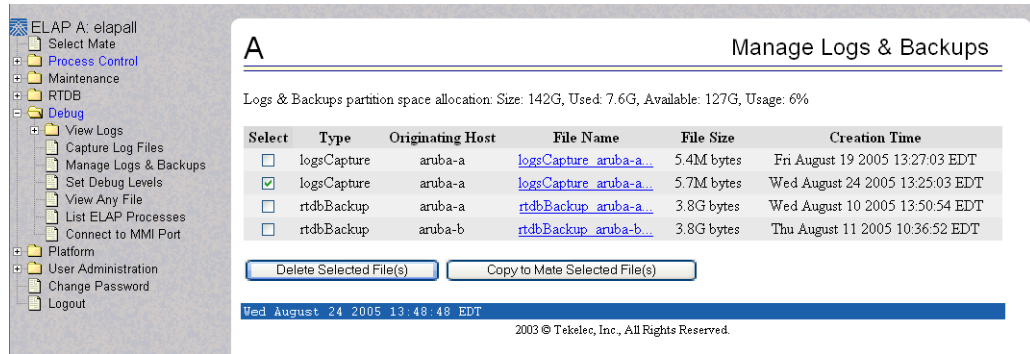 ELAP A: elapall
Select Mate
Process Control
Maintenance
RTDB
Debug
View Logs
Capture Log Files
Manage Logs & Backups
Set Debug Levels
View Any File
List ELAP Processes
Connect to MMI Port
Platform
User Administration
Change Password
Logout
A Manage Logs & Backups
Logs & Backups partition space allocation: Size: 142G, Used: 7.6G, Available: 127G, Usage: 6%
Select Type Originating Host File Name File Size Creation Time
logsCapture aruba-a logsCapture_aruba-a... 5.4M bytes Fri August 19 2005 13:27:03 EDT
logsCapture aruba-a logsCapture_aruba-a... 5.7M bytes Wed August 24 2005 13:25:03 EDT
rtdbBackup aruba-a rtdbBackup_aruba-a... 3.8G bytes Wed August 10 2005 13:50:54 EDT
rtdbBackup aruba-b rtdbBackup_aruba-b... 3.8G bytes Thu August 11 2005 10:36:52 EDT
Delete Selected File(s) Copy to Mate Selected File(s)
Wed August 24 2005 13:48:48 EDT
2003 © Tekelec, Inc., All Rights Reserved.